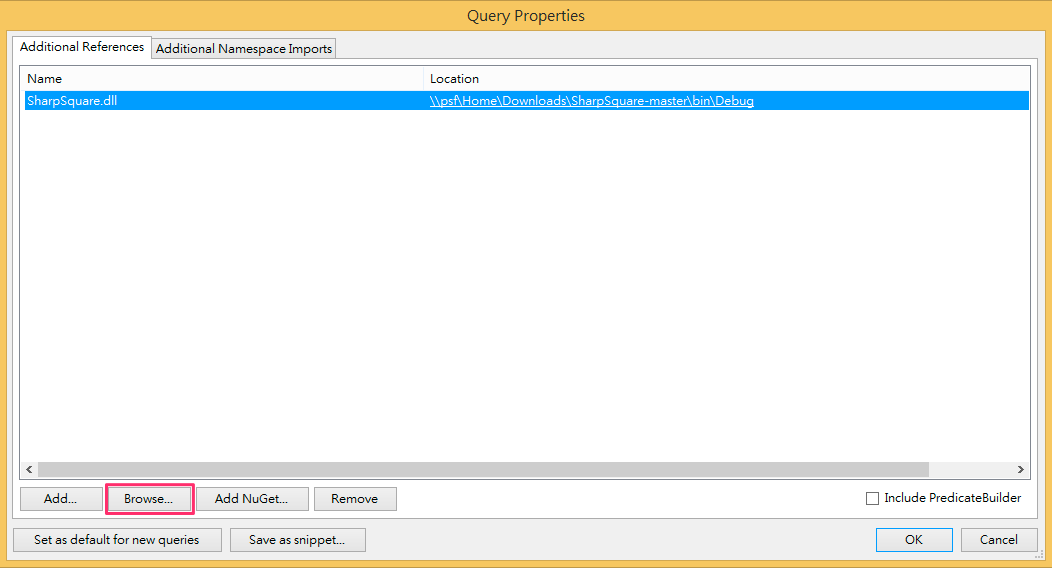 Query Properties
Additional References Additional Namespace Imports
Name Location
SharpSquare.dll \\psf\Home\Downloads\SharpSquare-master\bin\Debug
Add... Browse... Add NuGet... Remove Include PredicateBuilder
Set as default for new queries Save as snippet... OK Cancel